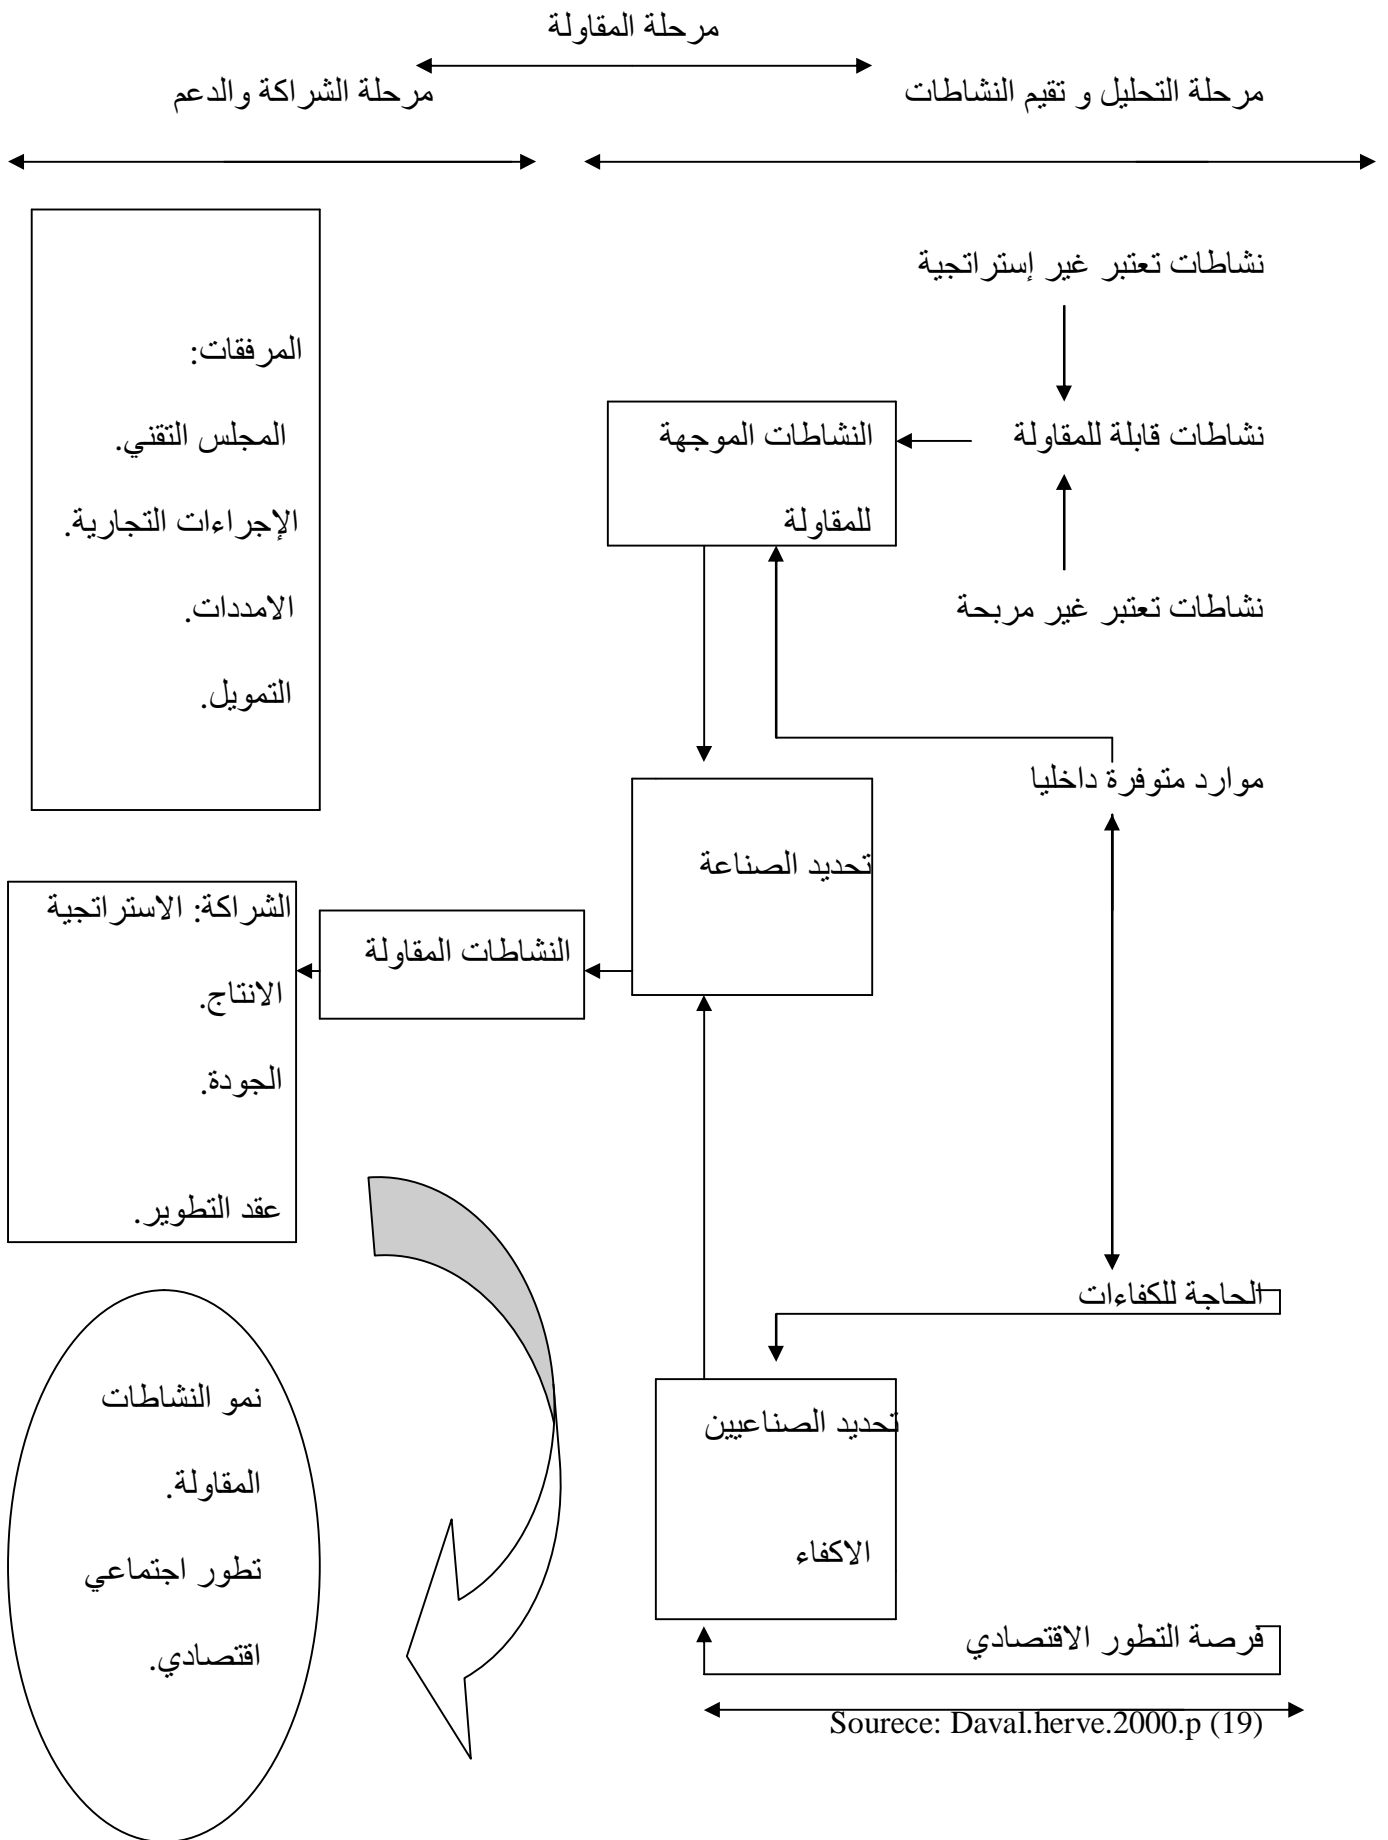 مرحلة المقاولة
مرحلة التحليل و تقيم النشاطات
مرحلة الشراكة والدعم
نشاطات تعتبر غير إستراتجية
نشاطات قابلة للمقاولة
نشاطات تعتبر غير مربحة
موارد متوفرة داخليا
الحاجة للكفاءات
فرصة التطور الاقتصادي
النشاطات الموجهة
للمقاولة
تحديد الصناعة
تحديد الصناعيين
الاكفاء
النشاطات المقاولة
المرفقات:
المجلس التقني.
الإجراءات التجارية.
الامددات.
التمويل.
الشراكة: الاستراتجية
الانتاج.
الجودة.
عقد التطوير.
نمو النشاطات
المقاولة.
تطور اجتماعي
اقتصادي.
Sourece: Daval.herve.2000.p (19)